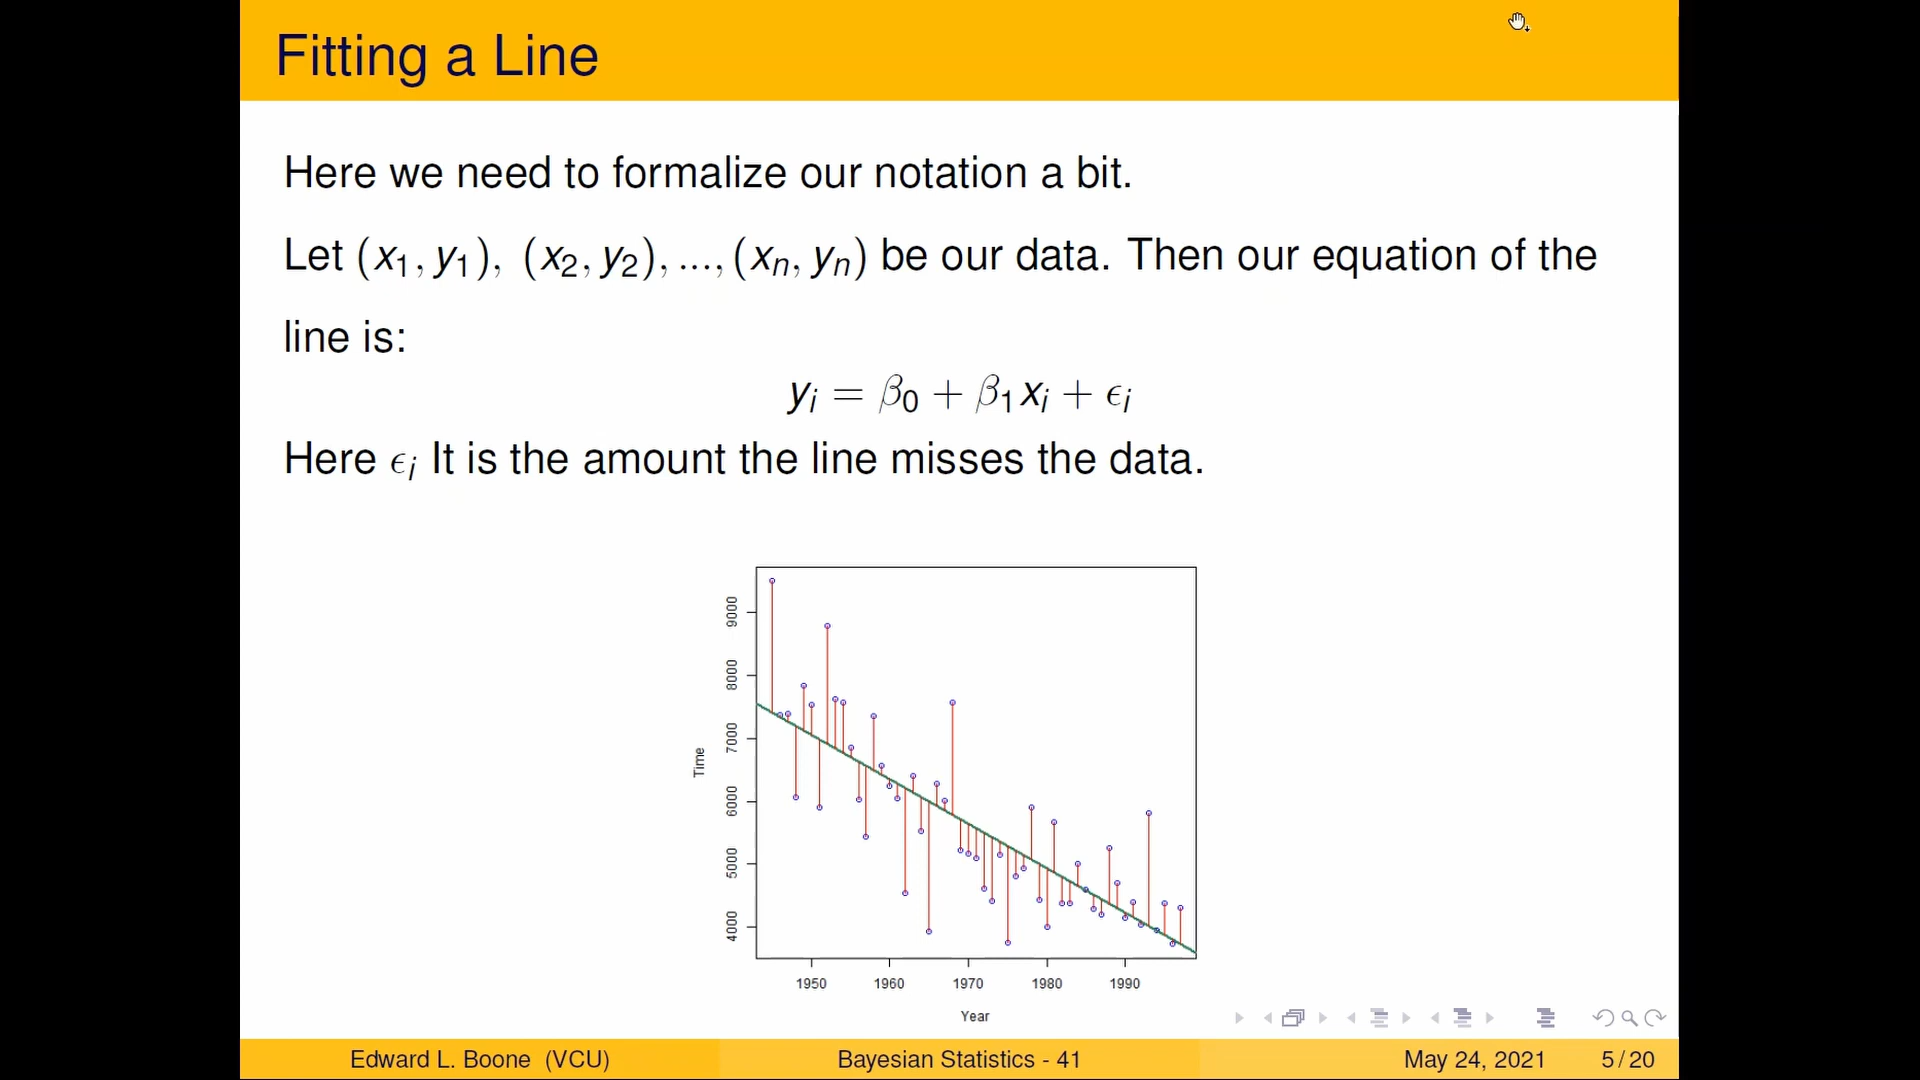 Fitting a Line
Here we need to formalize our notation a bit.
Let (x₁, y₁), (x₂, y₂), ..., (xₙ, yₙ) be our data. Then our equation of the
line is:
yᵢ = β₀ + β₁xᵢ + ϵᵢ
Here ϵᵢ It is the amount the line misses the data.
9000
8000
7000
6000
5000
4000
Time
1950 1960 1970 1980 1990
Year
Edward L. Boone (VCU) Bayesian Statistics - 41 May 24, 2021 5 / 20